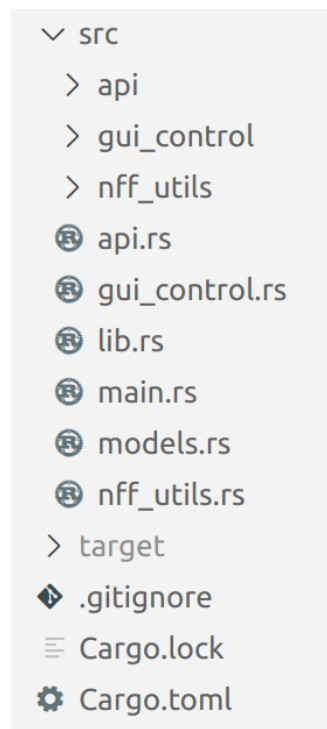 src
api
gui_control
nff_utils
api.rs
gui_control.rs
lib.rs
main.rs
models.rs
nff_utils.rs
target
.gitignore
Cargo.lock
Cargo.toml